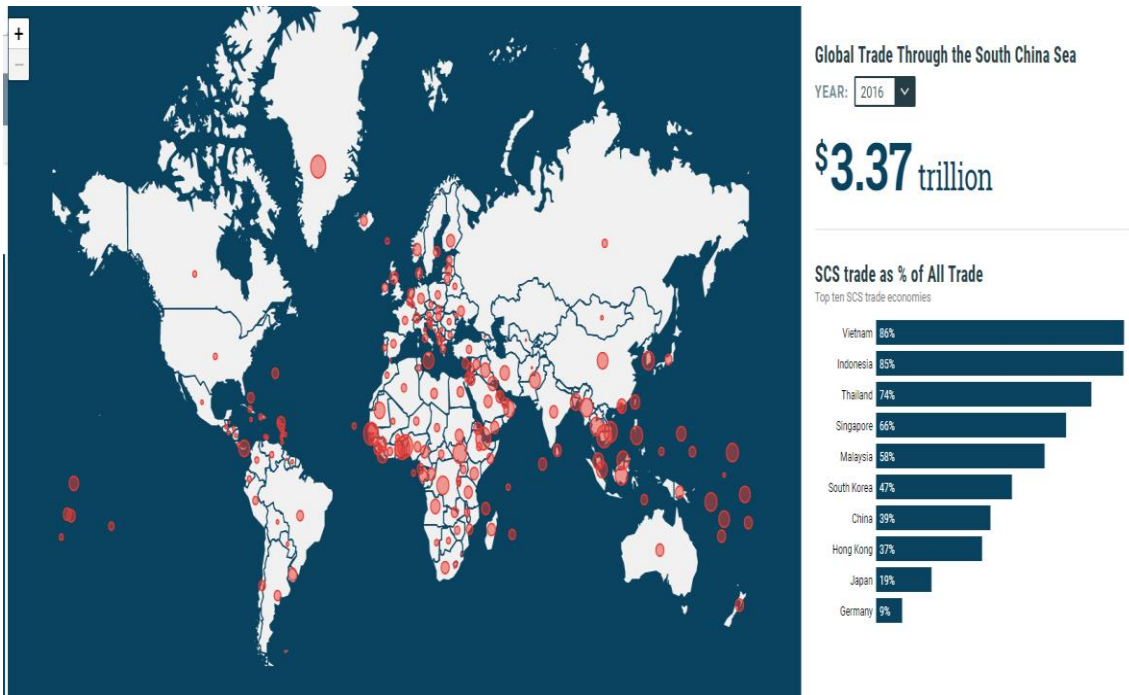 +
−
Global Trade Through the South China Sea
YEAR: 2016
$3.37 trillion
SCS trade as % of All Trade
Top ten SCS trade economies
Vietnam 86%
Indonesia 85%
Thailand 74%
Singapore 66%
Malaysia 58%
South Korea 47%
China 39%
Hong Kong 37%
Japan 19%
Germany 9%